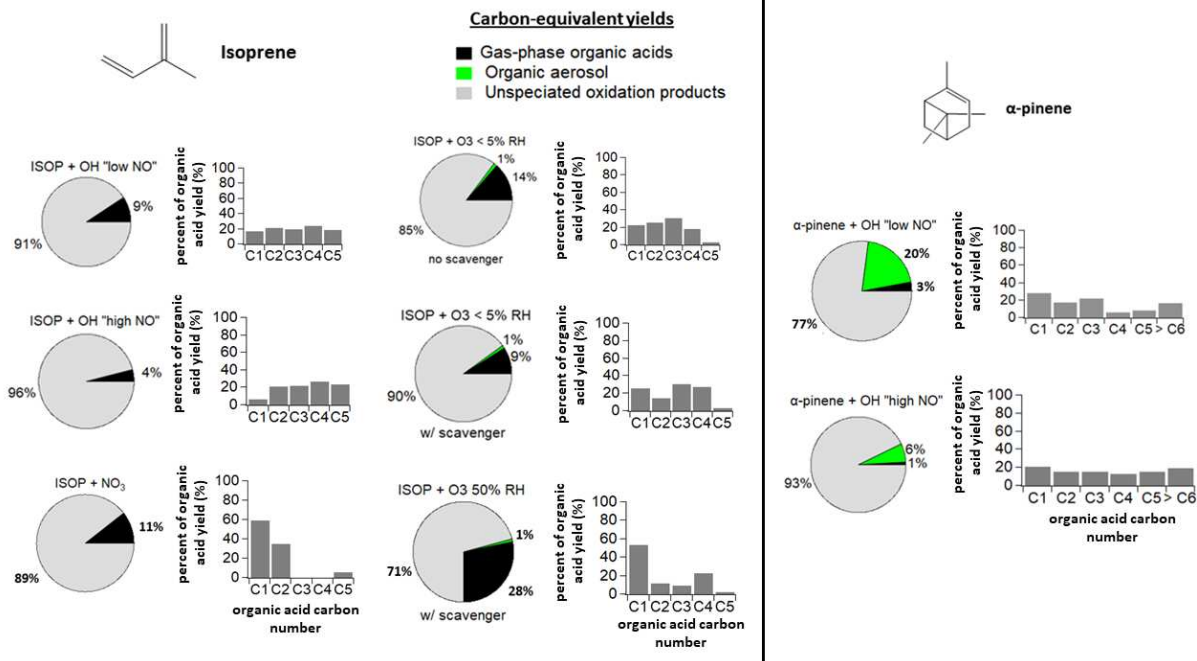 Isoprene
Carbon-equivalent yields
Gas-phase organic acids
Organic aerosol
Unspeciated oxidation products
ISOP + OH "low NO"
9%
91%
percent of organic
acid yield (%)
100
80
60
40
20
0
C1 C2 C3 C4 C5
ISOP + O3 < 5% RH
1%
14%
85%
no scavenger
percent of organic
acid yield (%)
100
80
60
40
20
0
C1 C2 C3 C4 C5
ISOP + OH "high NO"
4%
96%
percent of organic
acid yield (%)
100
80
60
40
20
0
C1 C2 C3 C4 C5
ISOP + O3 < 5% RH
1%
9%
90%
w/ scavenger
percent of organic
acid yield (%)
100
80
60
40
20
0
C1 C2 C3 C4 C5
ISOP + NO3
11%
89%
percent of organic
acid yield (%)
100
80
60
40
20
0
C1 C2 C3 C4 C5
organic acid carbon
number
ISOP + O3 50% RH
1%
71%
28%
w/ scavenger
percent of organic
acid yield (%)
100
80
60
40
20
0
C1 C2 C3 C4 C5
organic acid carbon
number
α-pinene
α-pinene + OH "low NO"
20%
3%
77%
percent of organic
acid yield (%)
100
80
60
40
20
0
C1 C2 C3 C4 C5 > C6
α-pinene + OH "high NO"
6%
1%
93%
percent of organic
acid yield (%)
100
80
60
40
20
0
C1 C2 C3 C4 C5 > C6
organic acid carbon
number